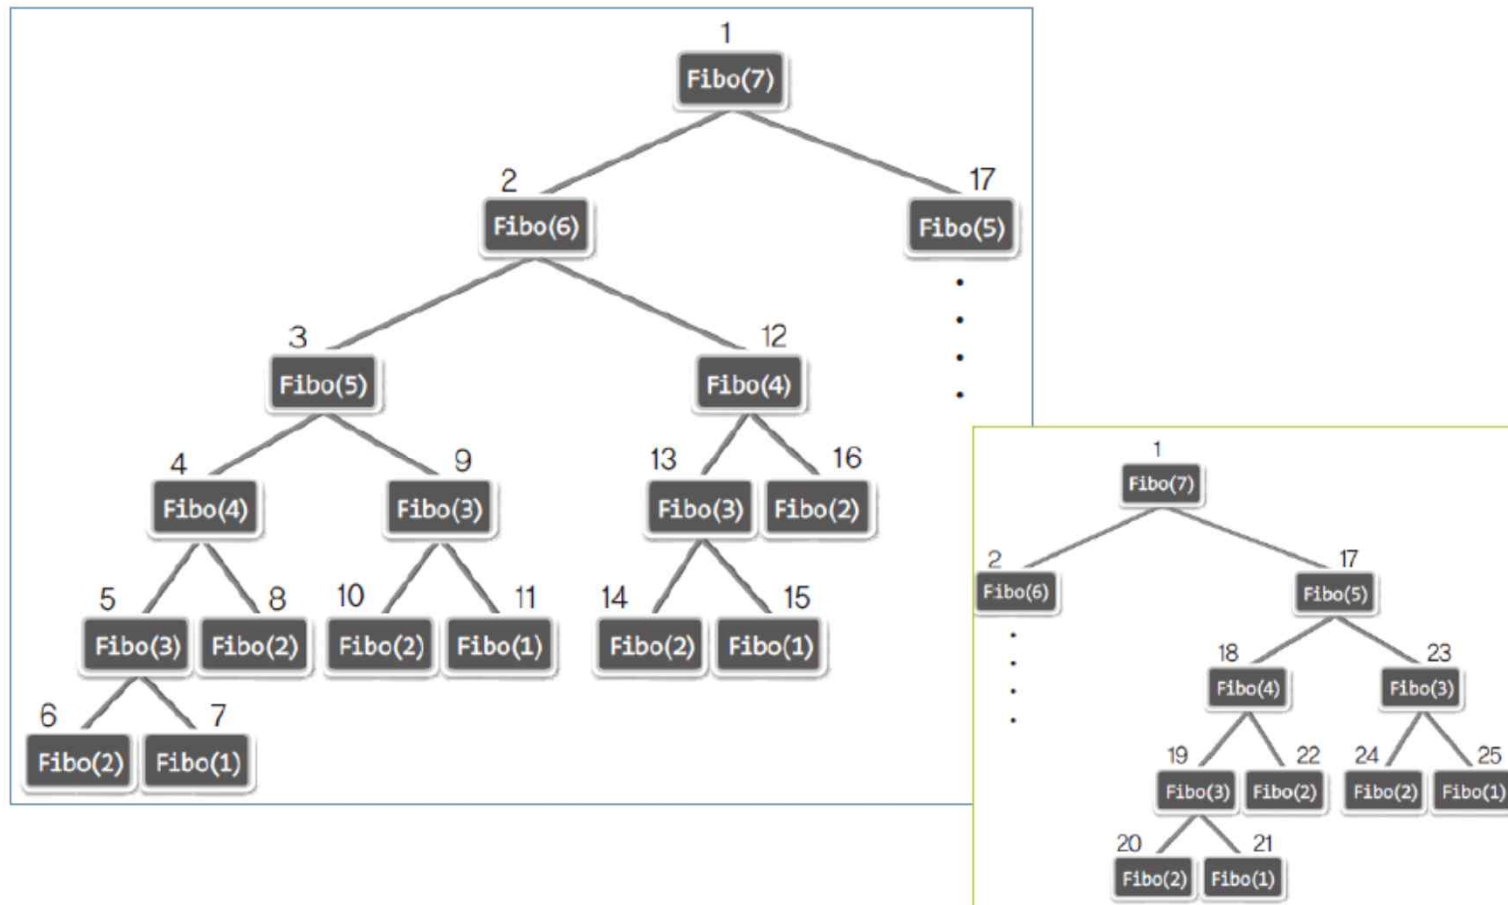 1
Fibo(7)
2 17
Fibo(6) Fibo(5)
3 12
Fibo(5) Fibo(4)
4 9 13 16
Fibo(4) Fibo(3) Fibo(3) Fibo(2)
5 8 10 11 14 15
Fibo(3) Fibo(2) Fibo(2) Fibo(1) Fibo(2) Fibo(1)
6 7
Fibo(2) Fibo(1)
1
Fibo(7)
2 17
Fibo(6) Fibo(5)
18 23
Fibo(4) Fibo(3)
19 22 24 25
Fibo(3) Fibo(2) Fibo(2) Fibo(1)
20 21
Fibo(2) Fibo(1)